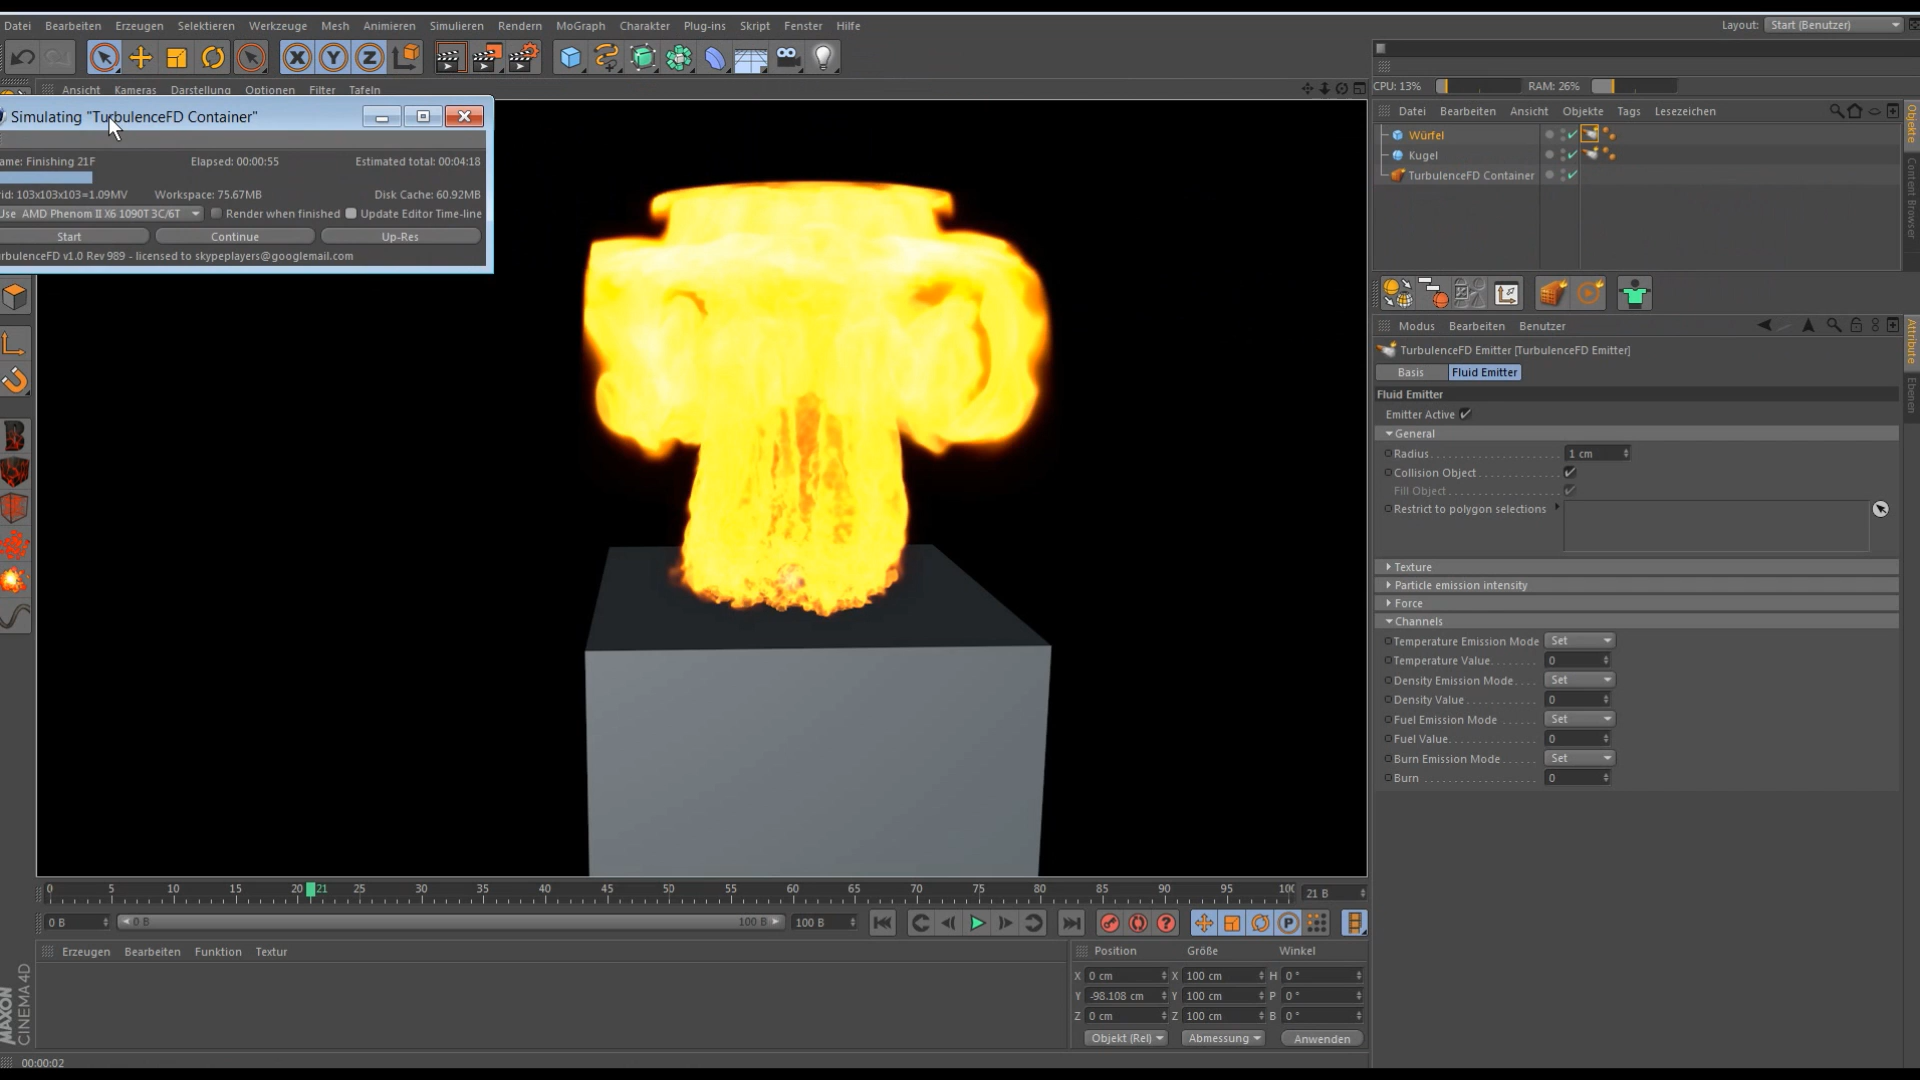 Datei Bearbeiten Erzeugen Selektieren Werkzeuge Mesh Animieren Simulieren Rendern MoGraph Charakter Plug-ins Skript Fenster Hilfe
Layout: Start (Benutzer)
X Y Z
CPU: 13% RAM: 26%
Ansicht Kameras Darstellung Optionen Filter Tafeln
Datei Bearbeiten Ansicht Objekte Tags Lesezeichen
Simulating "TurbulenceFD Container"
ame: Finishing 21F Elapsed: 00:00:55 Estimated total: 00:04:18
rid: 103x103x103=1.09MV Workspace: 75.67MB Disk Cache: 60.92MB
Use AMD Phenom II X6 1090T 3C/6T Render when finished Update Editor Time-line
Start Continue Up-Res
urbulenceFD v1.0 Rev 989 - licensed to skypeplayers@googlemail.com
Würfel
Kugel
TurbulenceFD Container
Objekte
Content Browser
Modus Bearbeiten Benutzer
TurbulenceFD Emitter [TurbulenceFD Emitter]
Basis Fluid Emitter
Fluid Emitter
Emitter Active
General
Radius 1 cm
Collision Object
Fill Object
Restrict to polygon selections
Texture
Particle emission intensity
Force
Channels
Temperature Emission Mode Set
Temperature Value 0
Density Emission Mode Set
Density Value 0
Fuel Emission Mode Set
Fuel Value 0
Burn Emission Mode Set
Burn 0
Attribute
Ebenen
0 5 10 15 20 21 25 30 35 40 45 50 55 60 65 70 75 80 85 90 95 100 21 B
0 B 0 B 100 B 100 B
P
Erzeugen Bearbeiten Funktion Textur
Position Größe Winkel
X 0 cm X 100 cm H 0 °
Y -98.108 cm Y 100 cm P 0 °
Z 0 cm Z 100 cm B 0 °
Objekt (Rel) Abmessung Anwenden
MAXON
CINEMA 4D
00:00:02